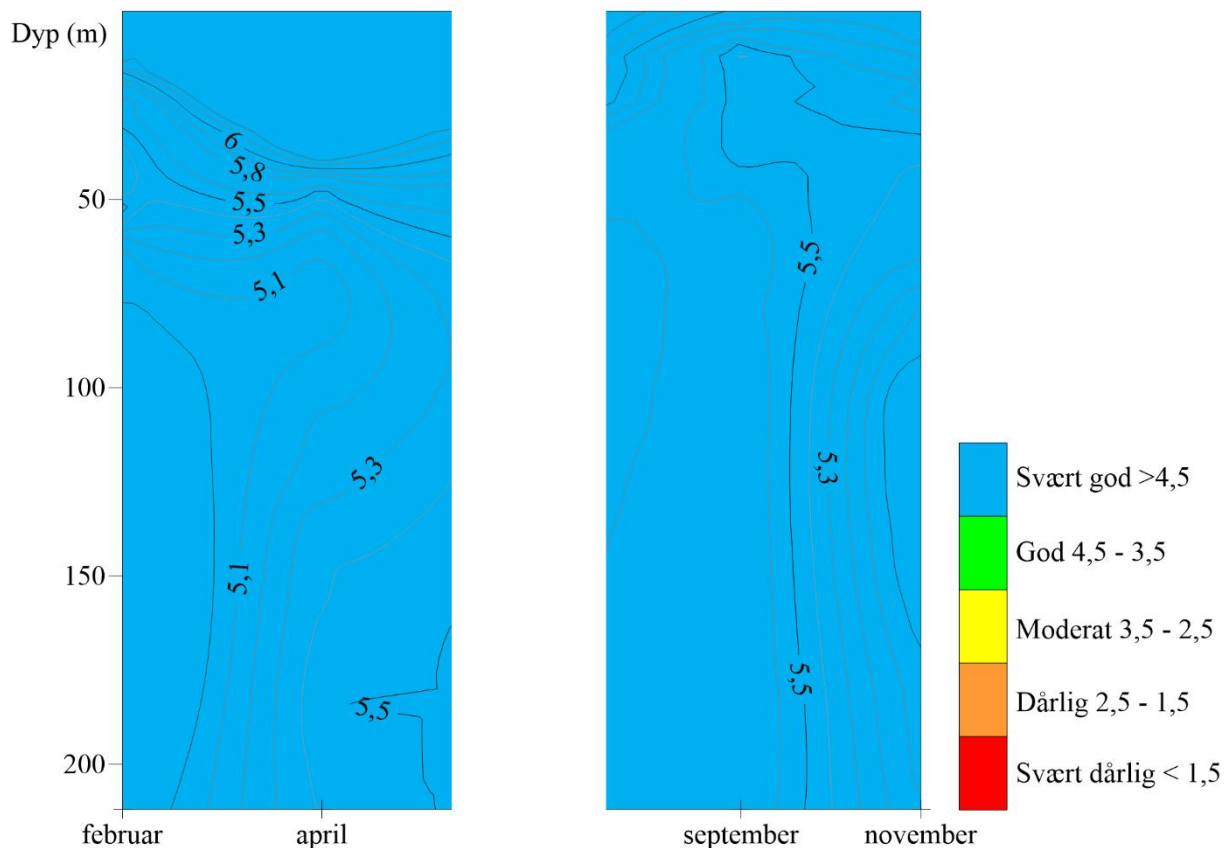 Dyp (m)
50
100
150
200
6
5,8
5,5
5,3
5,1
5,3
5,1
5,5
februar
april
5,5
5,3
5,5
september
november
Svært god >4,5
God 4,5 - 3,5
Moderat 3,5 - 2,5
Dårlig 2,5 - 1,5
Svært dårlig < 1,5